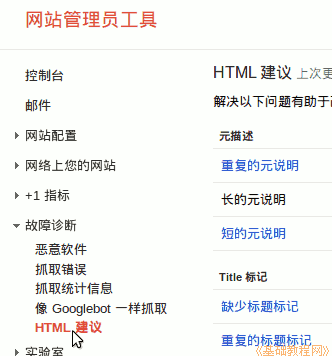 网站管理员工具
控制台
邮件
网站配置
网络上您的网站
+1 指标
故障诊断
恶意软件
抓取错误
抓取统计信息
像 Googlebot 一样抓取
HTML 建议
实验室
HTML 建议 上次更
解决以下问题有助于
元描述
重复的元说明
长的元说明
短的元说明
Title 标记
缺少标题标记
重复的标题标记
《基础教程网》